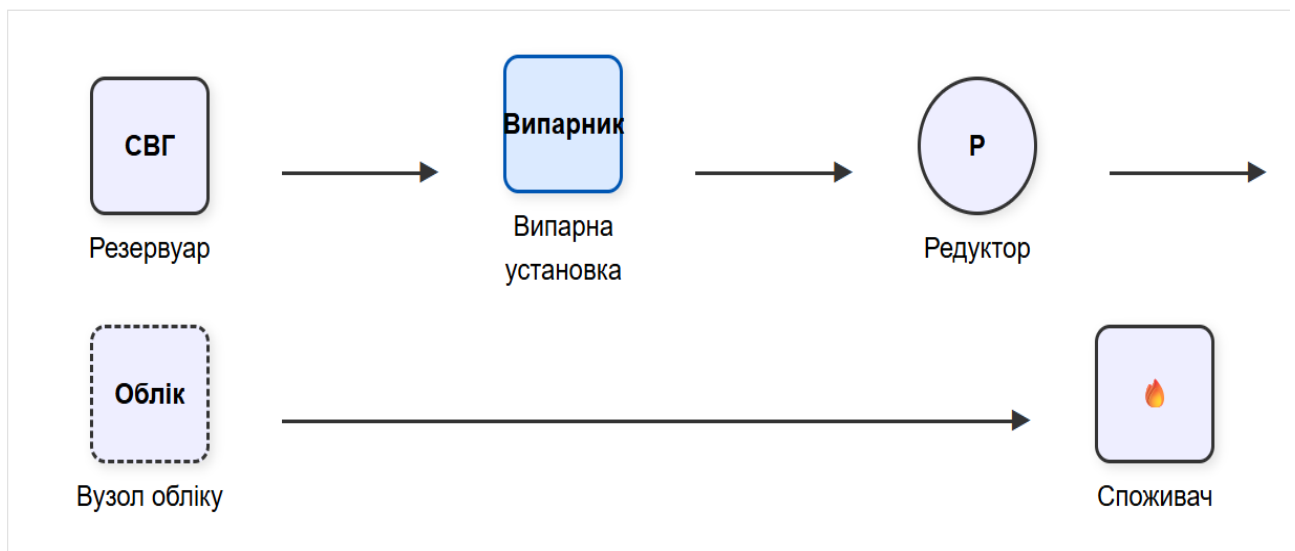 СВГ
Резервуар
Випарник
Випарна
установка
Р
Редуктор
Облік
Вузол обліку
Споживач